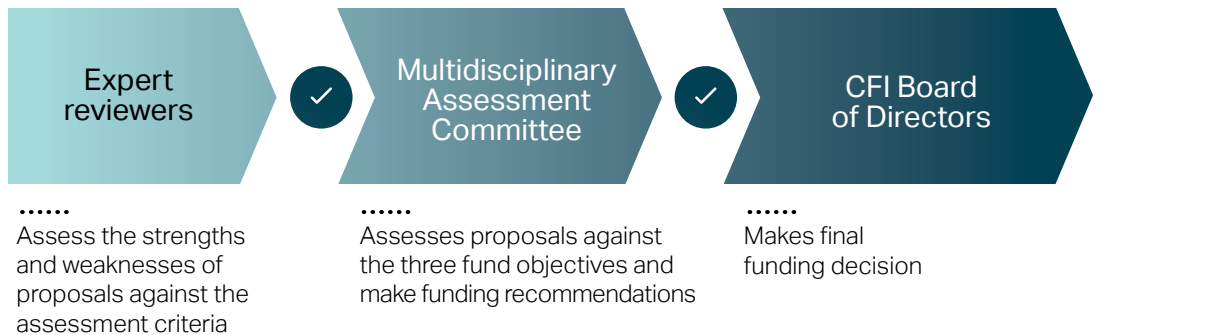 Expert
reviewers
Multidisciplinary
Assessment
Committee
CFI Board
of Directors
......
Assess the strengths
and weaknesses of
proposals against the
assessment criteria
......
Assesses proposals against
the three fund objectives and
make funding recommendations
......
Makes final
funding decision